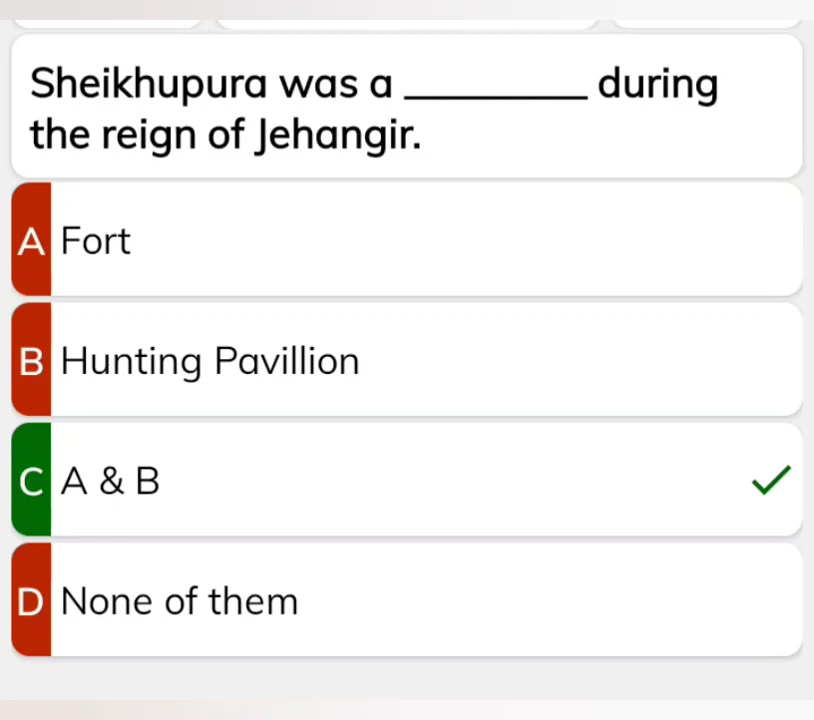 Sheikhupura was a _________ during
the reign of Jehangir.
A Fort
B Hunting Pavillion
C A & B
D None of them